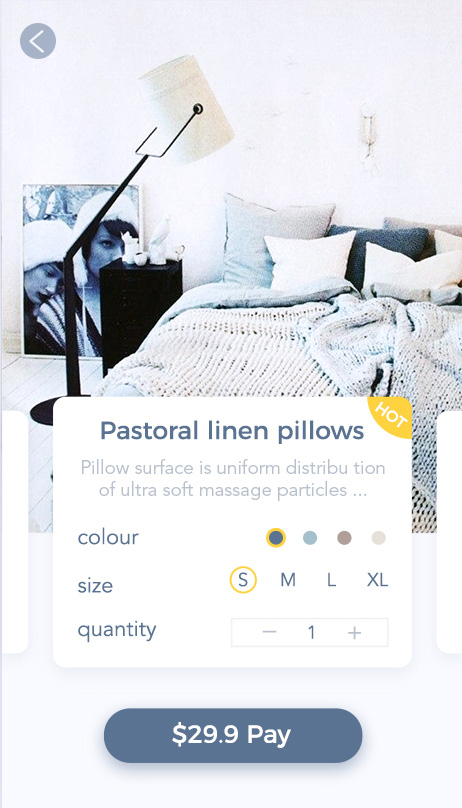 HOT
Pastoral linen pillows
Pillow surface is uniform distribu tion
of ultra soft massage particles ...
colour
size S M L XL
quantity − 1 +
$29.9 Pay